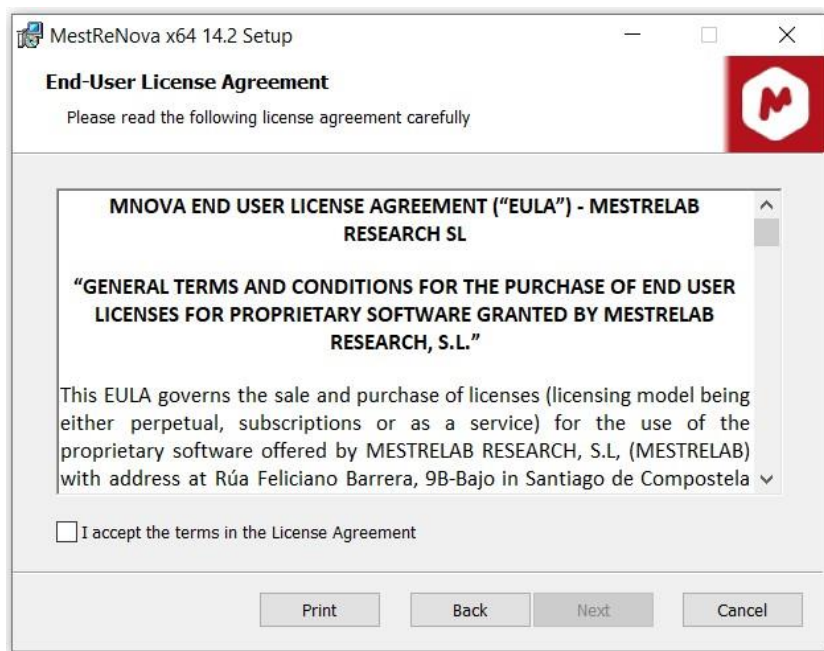 MestReNova x64 14.2 Setup
End-User License Agreement
Please read the following license agreement carefully
MNOVA END USER LICENSE AGREEMENT (“EULA”) - MESTRELAB
RESEARCH SL
“GENERAL TERMS AND CONDITIONS FOR THE PURCHASE OF END USER
LICENSES FOR PROPRIETARY SOFTWARE GRANTED BY MESTRELAB
RESEARCH, S.L.”
This EULA governs the sale and purchase of licenses (licensing model being
either perpetual, subscriptions or as a service) for the use of the
proprietary software offered by MESTRELAB RESEARCH, S.L, (MESTRELAB)
with address at Rúa Feliciano Barrera, 9B-Bajo in Santiago de Compostela
I accept the terms in the License Agreement
Print Back Next Cancel